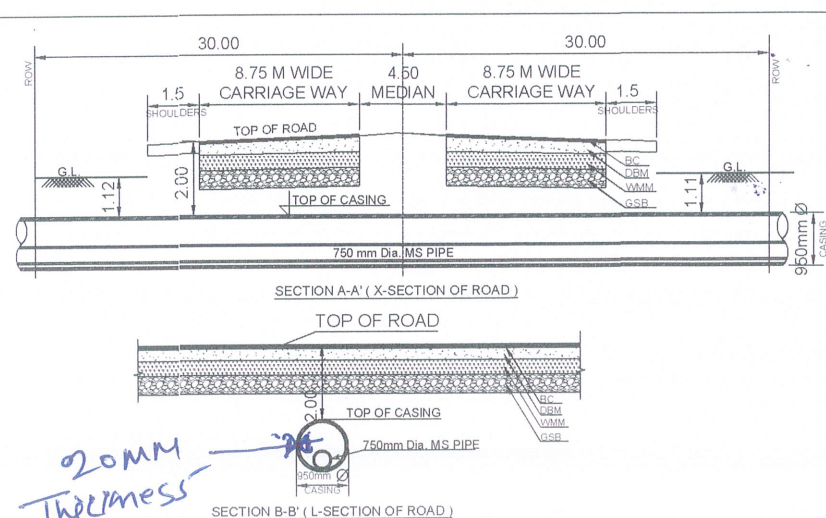 30.00 30.00
ROW ROW
8.75 M WIDE 4.50 8.75 M WIDE
1.5 CARRIAGE WAY MEDIAN CARRIAGE WAY 1.5
SHOULDERS SHOULDERS
TOP OF ROAD
BC
DBM
WMM
GSB
G.L. G.L.
1.12 2.00 1.11
TOP OF CASING
750 mm Dia. MS PIPE
950mm Ø
CASING
SECTION A-A' ( X-SECTION OF ROAD )
TOP OF ROAD
BC
DBM
WMM
GSB
2.00
TOP OF CASING
750mm Dia. MS PIPE
20MM
Thickness
950mm Ø
CASING
SECTION B-B' ( L-SECTION OF ROAD )